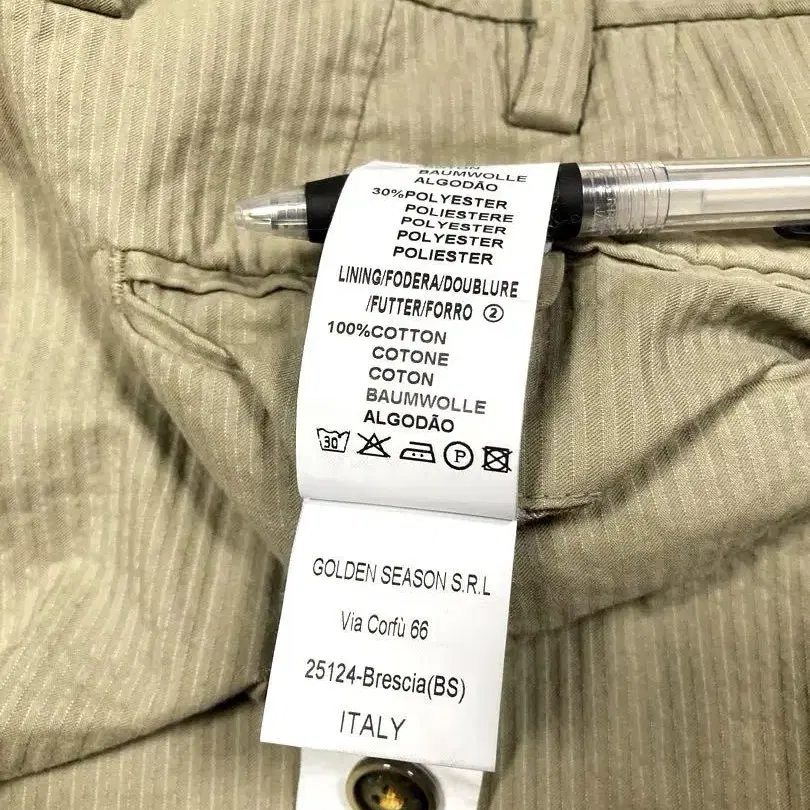 BAUMWOLLE
ALGODÃO
30%POLYESTER
POLIESTERE
POLYESTER
POLYESTER
POLIESTER
LINING/FODERA/DOUBLURE
/FUTTER/FORRO ②
100%COTTON
COTONE
COTON
BAUMWOLLE
ALGODÃO
30 P
GOLDEN SEASON S.R.L
Via Corfù 66
25124-Brescia(BS)
ITALY